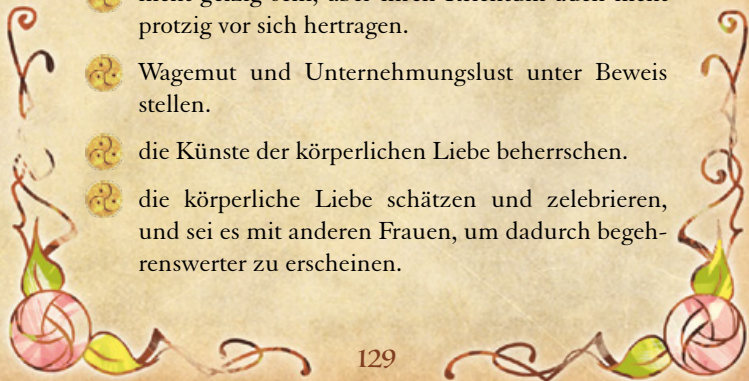 protzig vor sich hertragen.
Wagemut und Unternehmungslust unter Beweis
stellen.
die Künste der körperlichen Liebe beherrschen.
die körperliche Liebe schätzen und zelebrieren,
und sei es mit anderen Frauen, um dadurch begeh-
renswerter zu erscheinen.
129